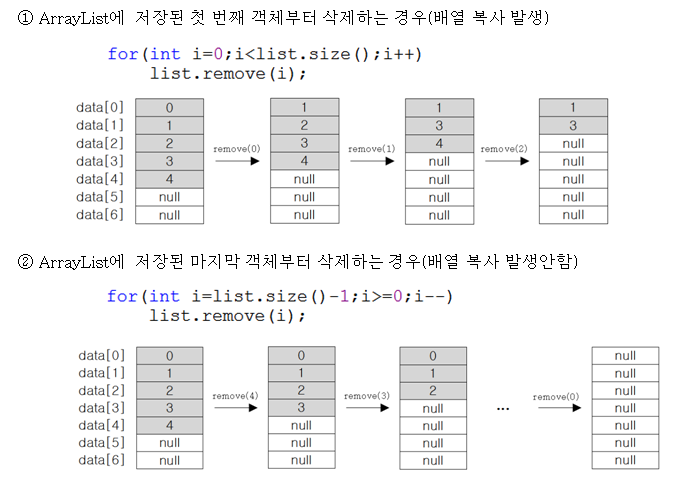 ① ArrayList에 저장된 첫 번째 객체부터 삭제하는 경우(배열 복사 발생)
for(int i=0;i<list.size();i++)
list.remove(i);
data[0] 0 1 1 1
data[1] 1 2 3 3
data[2] 2 remove(0) 3 remove(1) 4 remove(2) null
data[3] 3 4 null null
data[4] 4 null null null
data[5] null null null null
data[6] null null null null
② ArrayList에 저장된 마지막 객체부터 삭제하는 경우(배열 복사 발생안함)
for(int i=list.size()-1;i>=0;i--)
list.remove(i);
data[0] 0 0 0 null
data[1] 1 1 1 null
data[2] 2 remove(4) 2 remove(3) 2 remove(0) null
data[3] 3 3 null ... null
data[4] 4 null null null
data[5] null null null null
data[6] null null null null